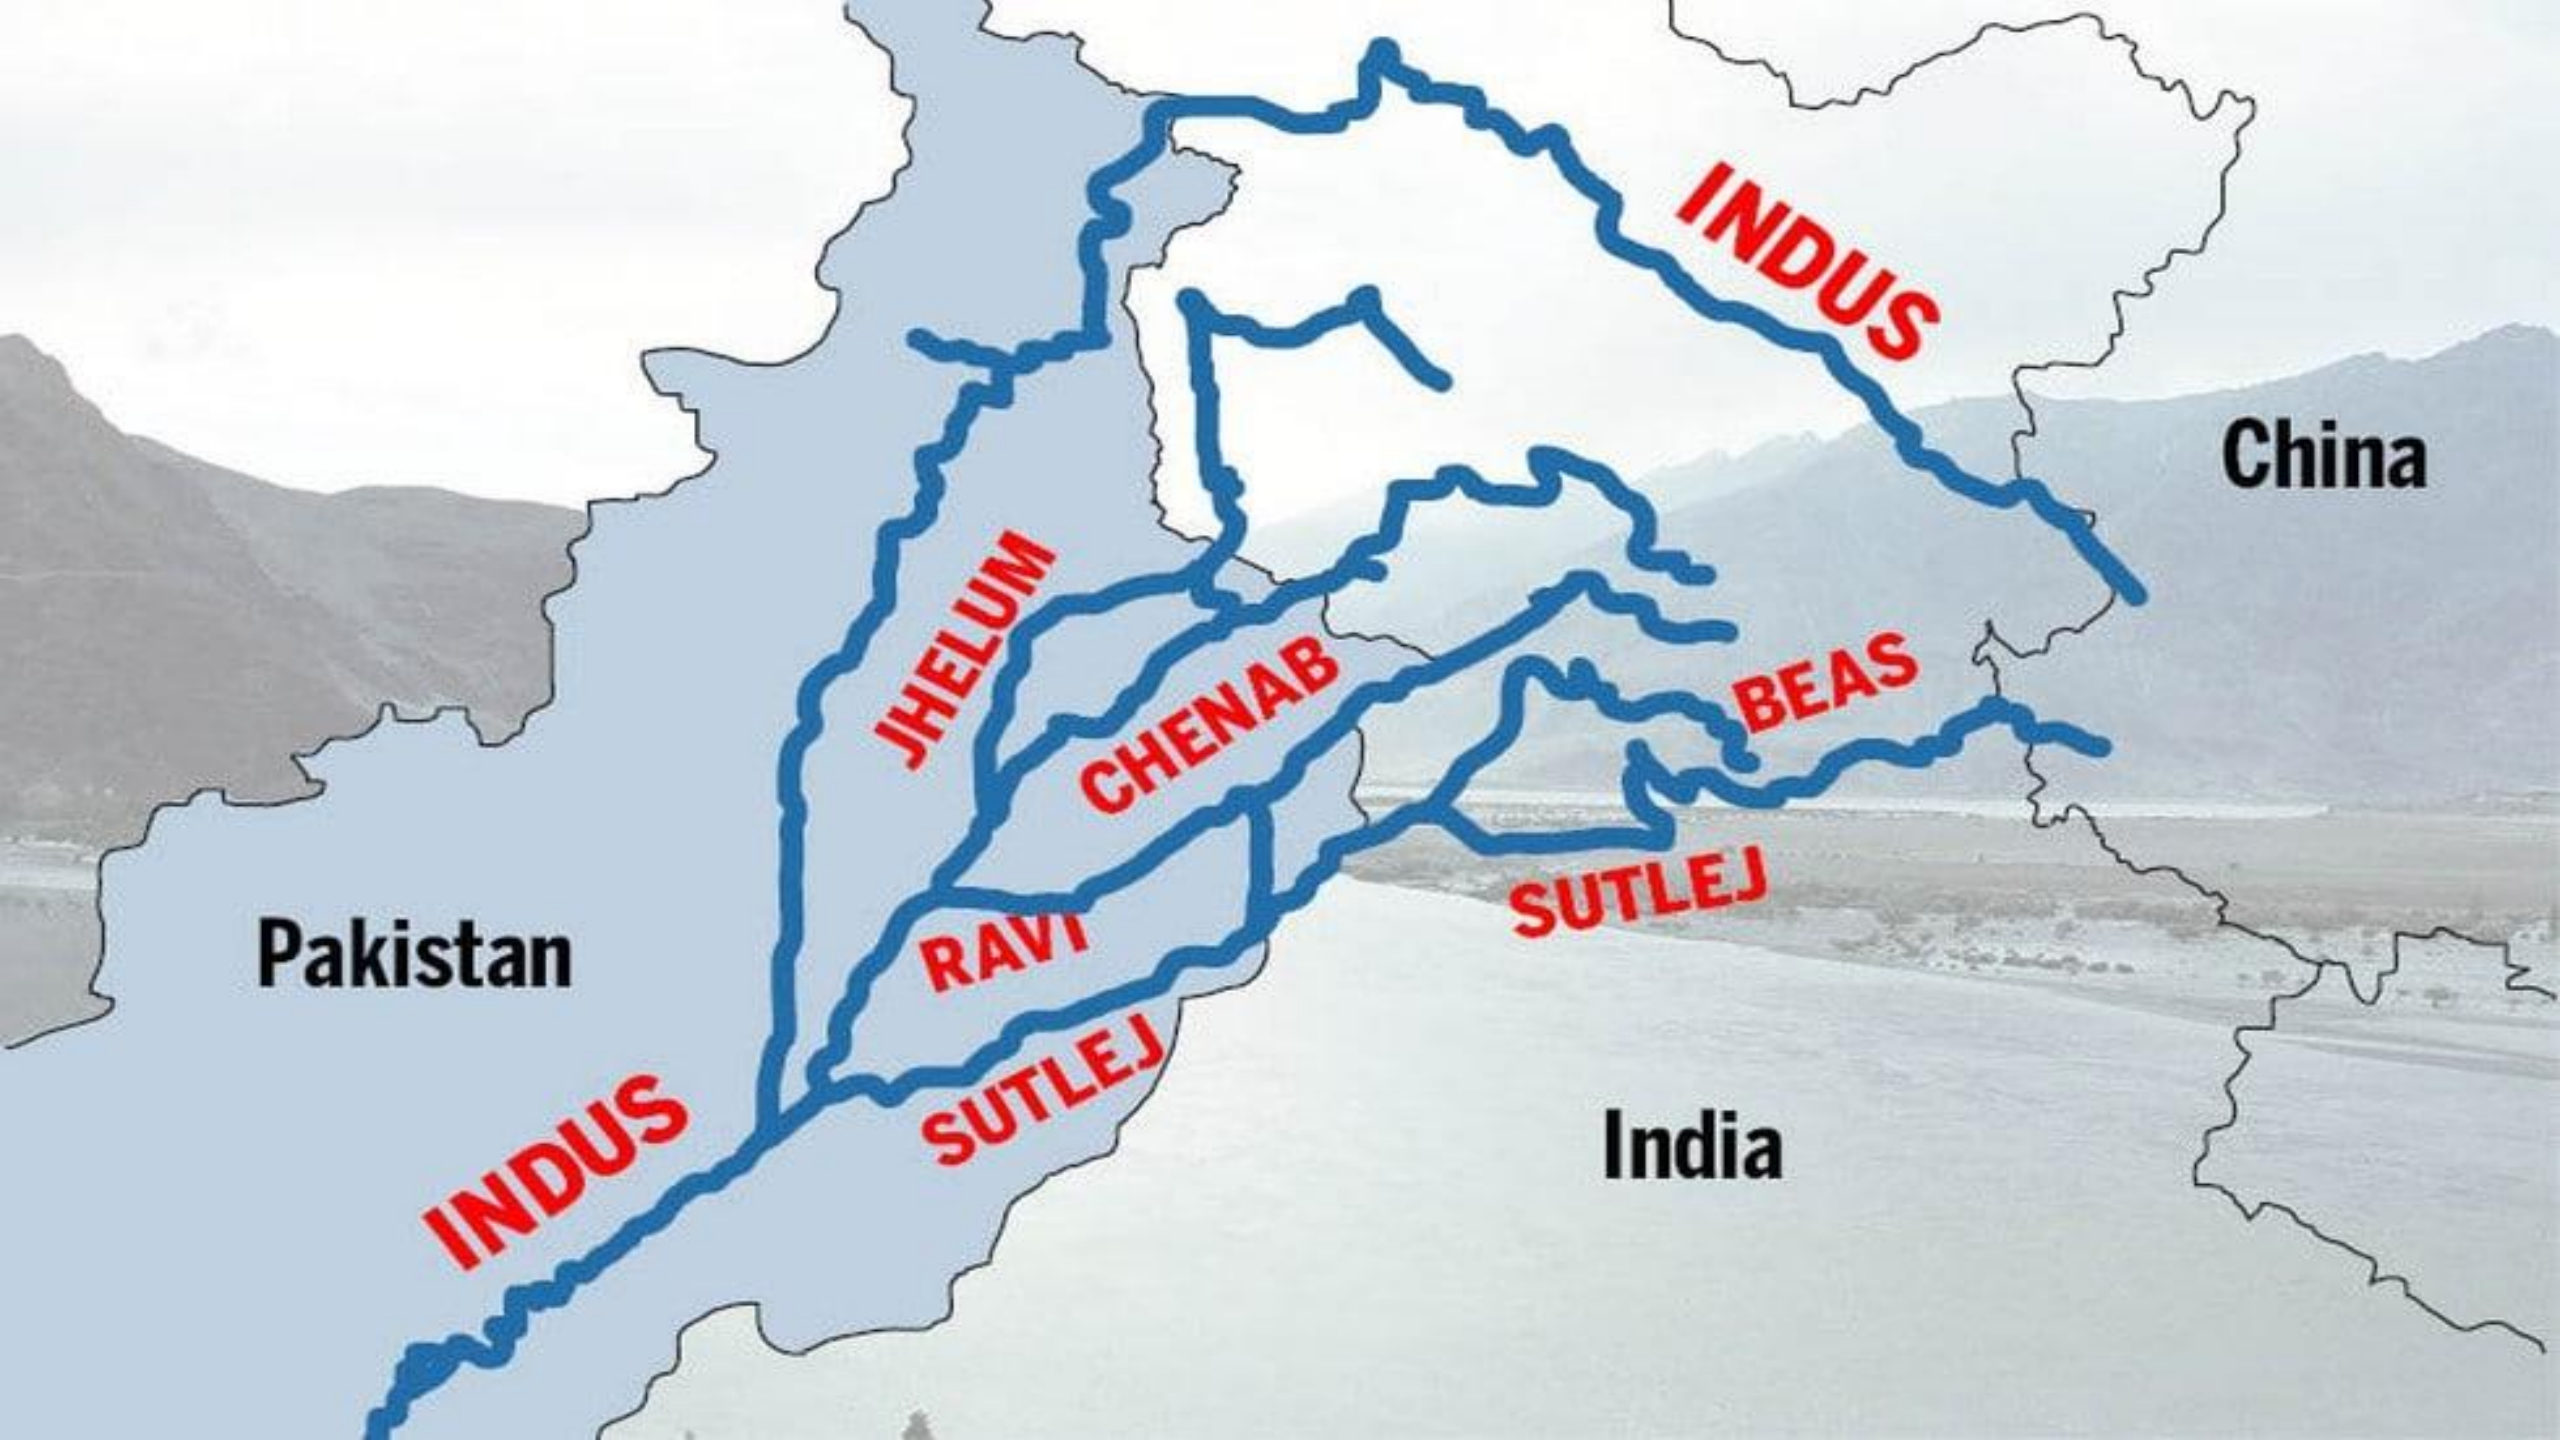 INDUS
China
JHELUM
CHENAB
BEAS
SUTLEJ
Pakistan
RAVI
SUTLEJ
INDUS
India